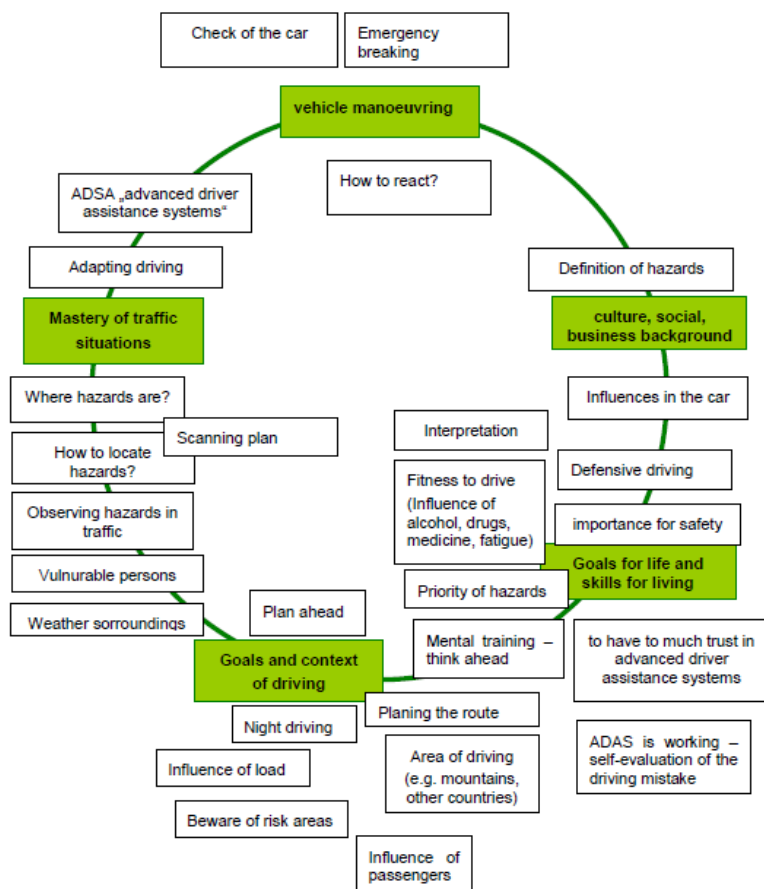 Check of the car
Emergency
breaking
vehicle manoeuvring
How to react?
ADSA „advanced driver
assistance systems“
Adapting driving
Definition of hazards
Mastery of traffic
situations
culture, social,
business background
Where hazards are?
Influences in the car
Scanning plan
Interpretation
How to locate
hazards?
Defensive driving
Fitness to drive
(Influence of
alcohol, drugs,
medicine, fatigue)
Observing hazards in
traffic
importance for safety
Vulnurable persons
Goals for life and
skills for living
Priority of hazards
Weather sorroundings
Plan ahead
Mental training –
think ahead
to have to much trust in
advanced driver
assistance systems
Goals and context
of driving
Planing the route
Night driving
Area of driving
(e.g. mountains,
other countries)
ADAS is working –
self-evaluation of the
driving mistake
Influence of load
Beware of risk areas
Influence of
passengers